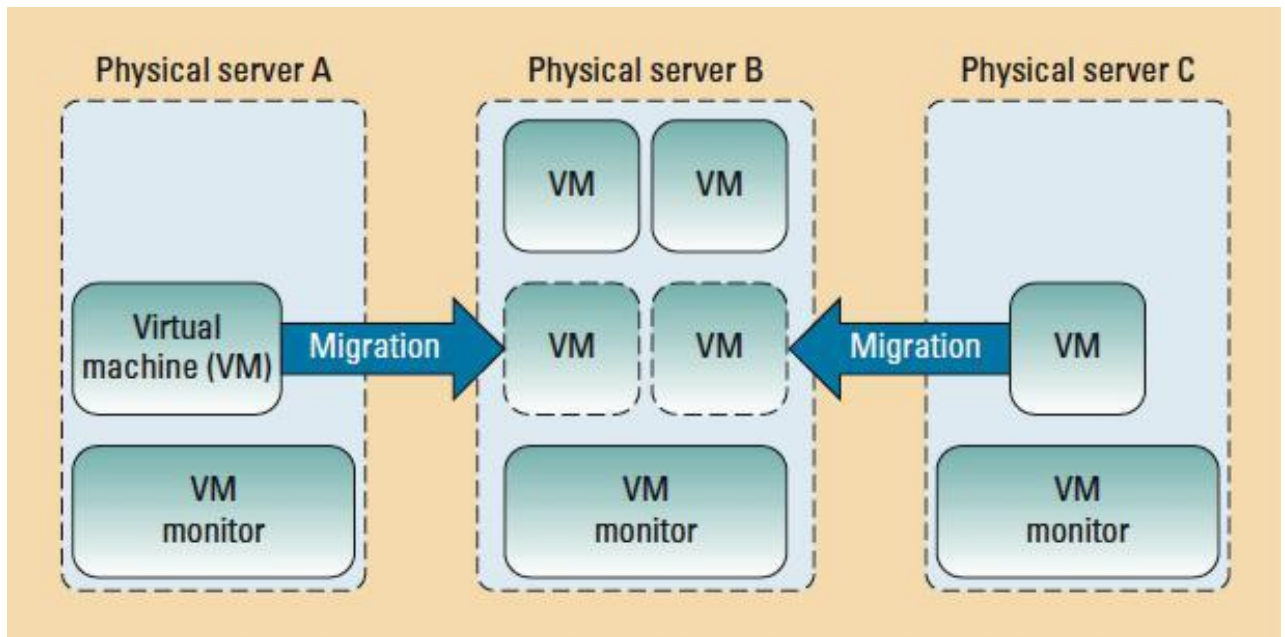 Physical server A
Physical server B
Physical server C
VM
VM
Virtual
machine (VM)
Migration
VM
VM
Migration
VM
VM
monitor
VM
monitor
VM
monitor